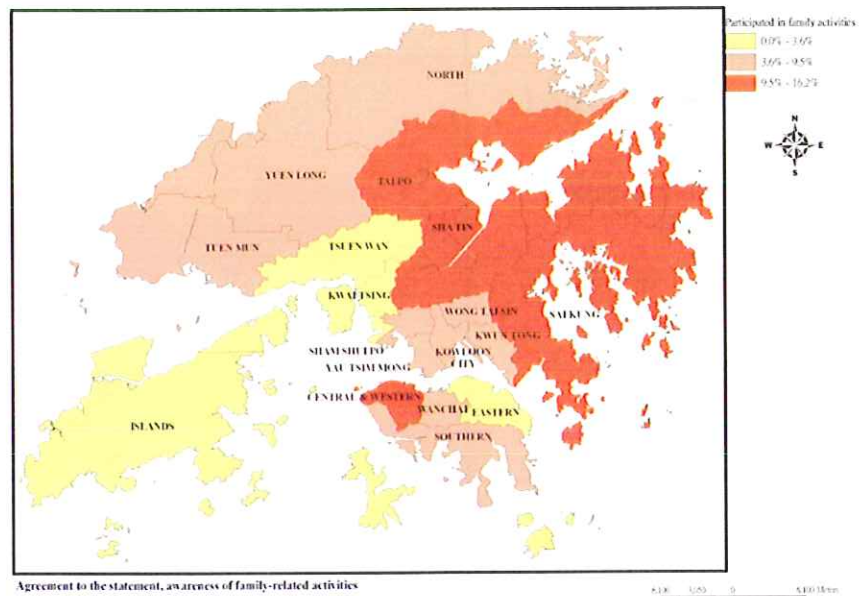 Participated in family activities
0.0% - 3.6%
3.6% - 9.5%
9.5% - 16.2%
N
W E
S
NORTH
YUEN LONG
TAI PO
SHA TIN
TUEN MUN
TSUEN WAN
KWAI TSING
WONG TAI SIN
SAI KUNG
KWUN TONG
SHAM SHUI PO
KOWLOON
CITY
YAU TSIM MONG
CENTRAL & WESTERN
WANCHAI
EASTERN
ISLANDS
SOUTHERN
Agreement to the statement, awareness of family-related activities
0
Meters